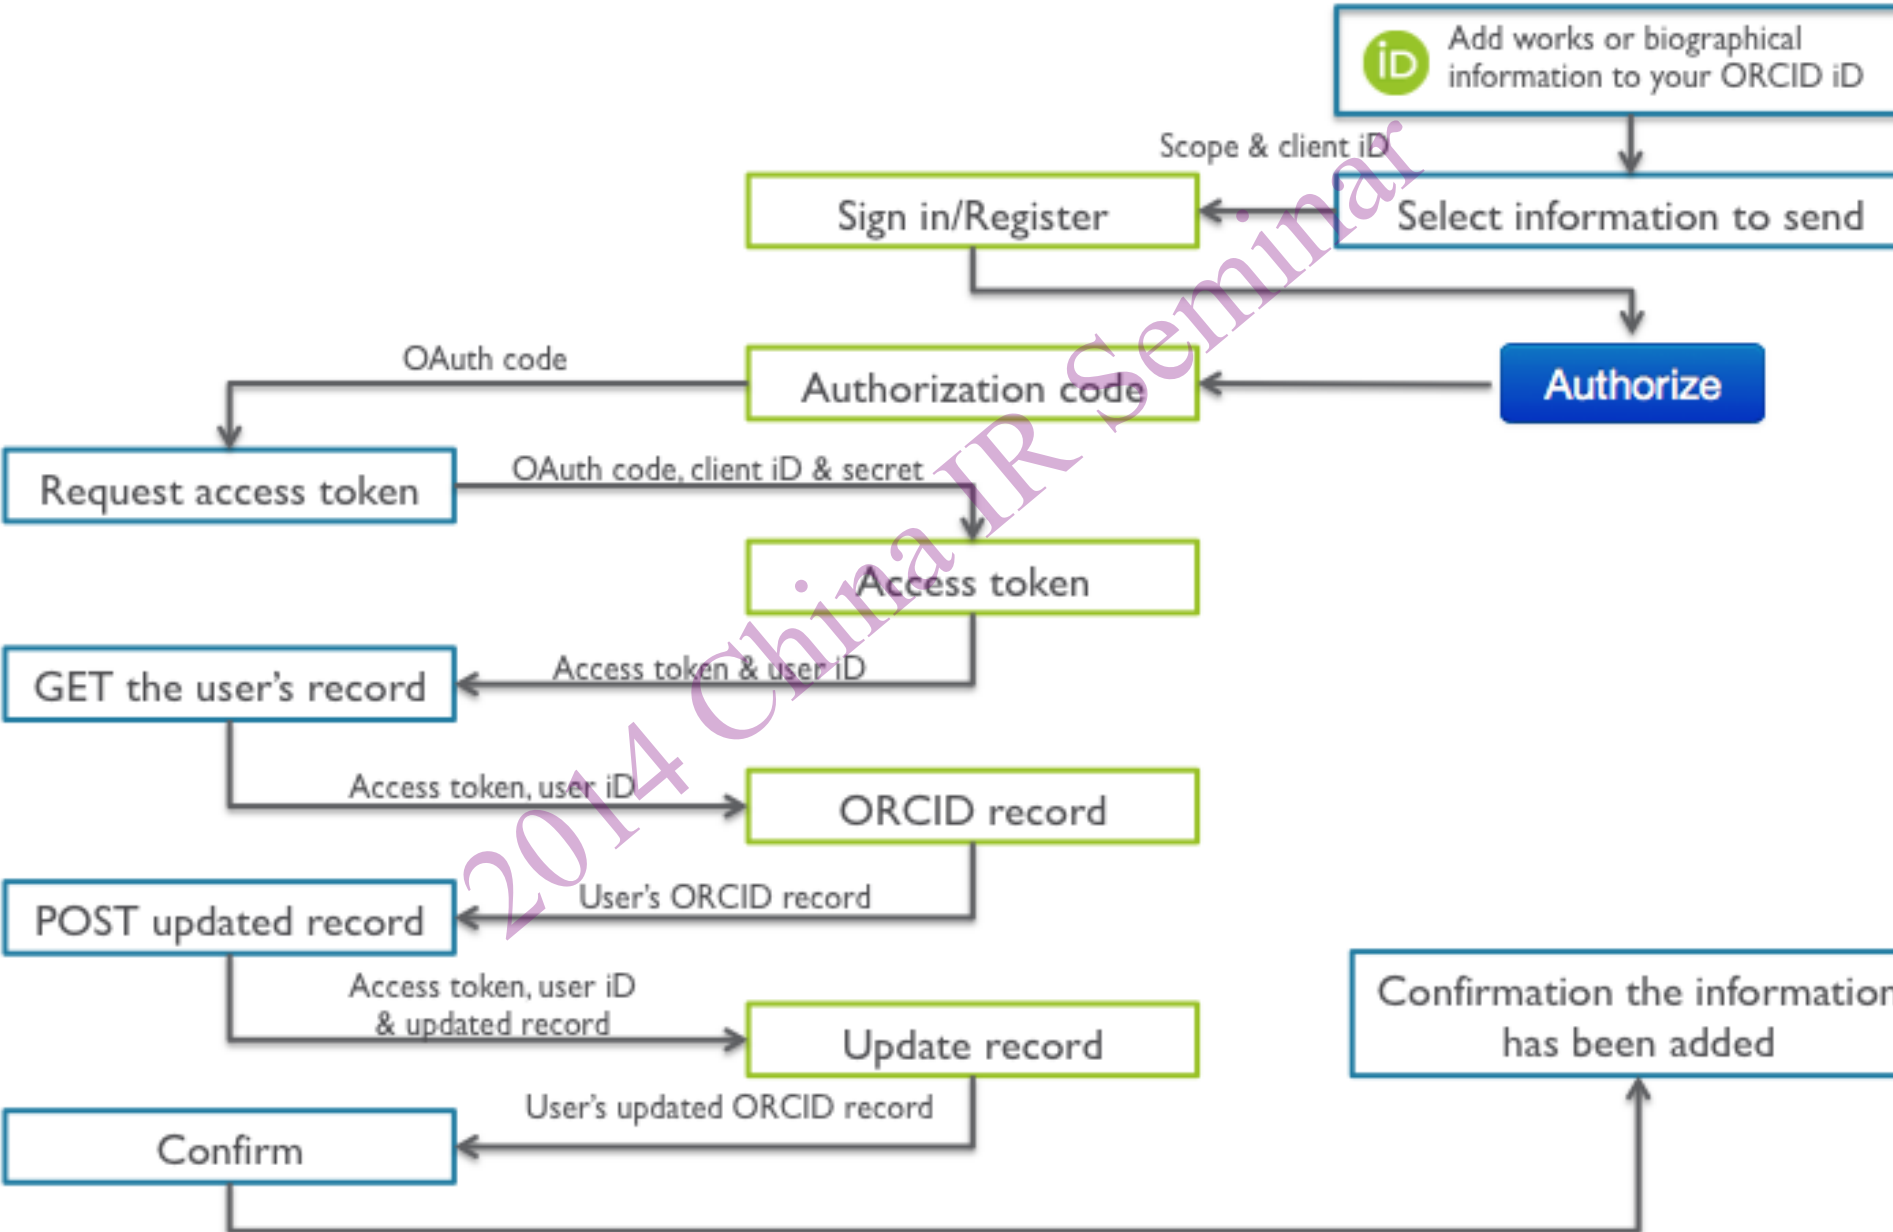 iD
Add works or biographical
information to your ORCID iD
Scope & client iD
Sign in/Register
Select information to send
OAuth code
Authorization code
Authorize
Request access token
OAuth code, client iD & secret
Access token
GET the user's record
Access token & user iD
Access token, user iD
ORCID record
POST updated record
User's ORCID record
Access token, user iD
& updated record
Update record
Confirmation the information
has been added
User's updated ORCID record
Confirm
2014 China IR Seminar